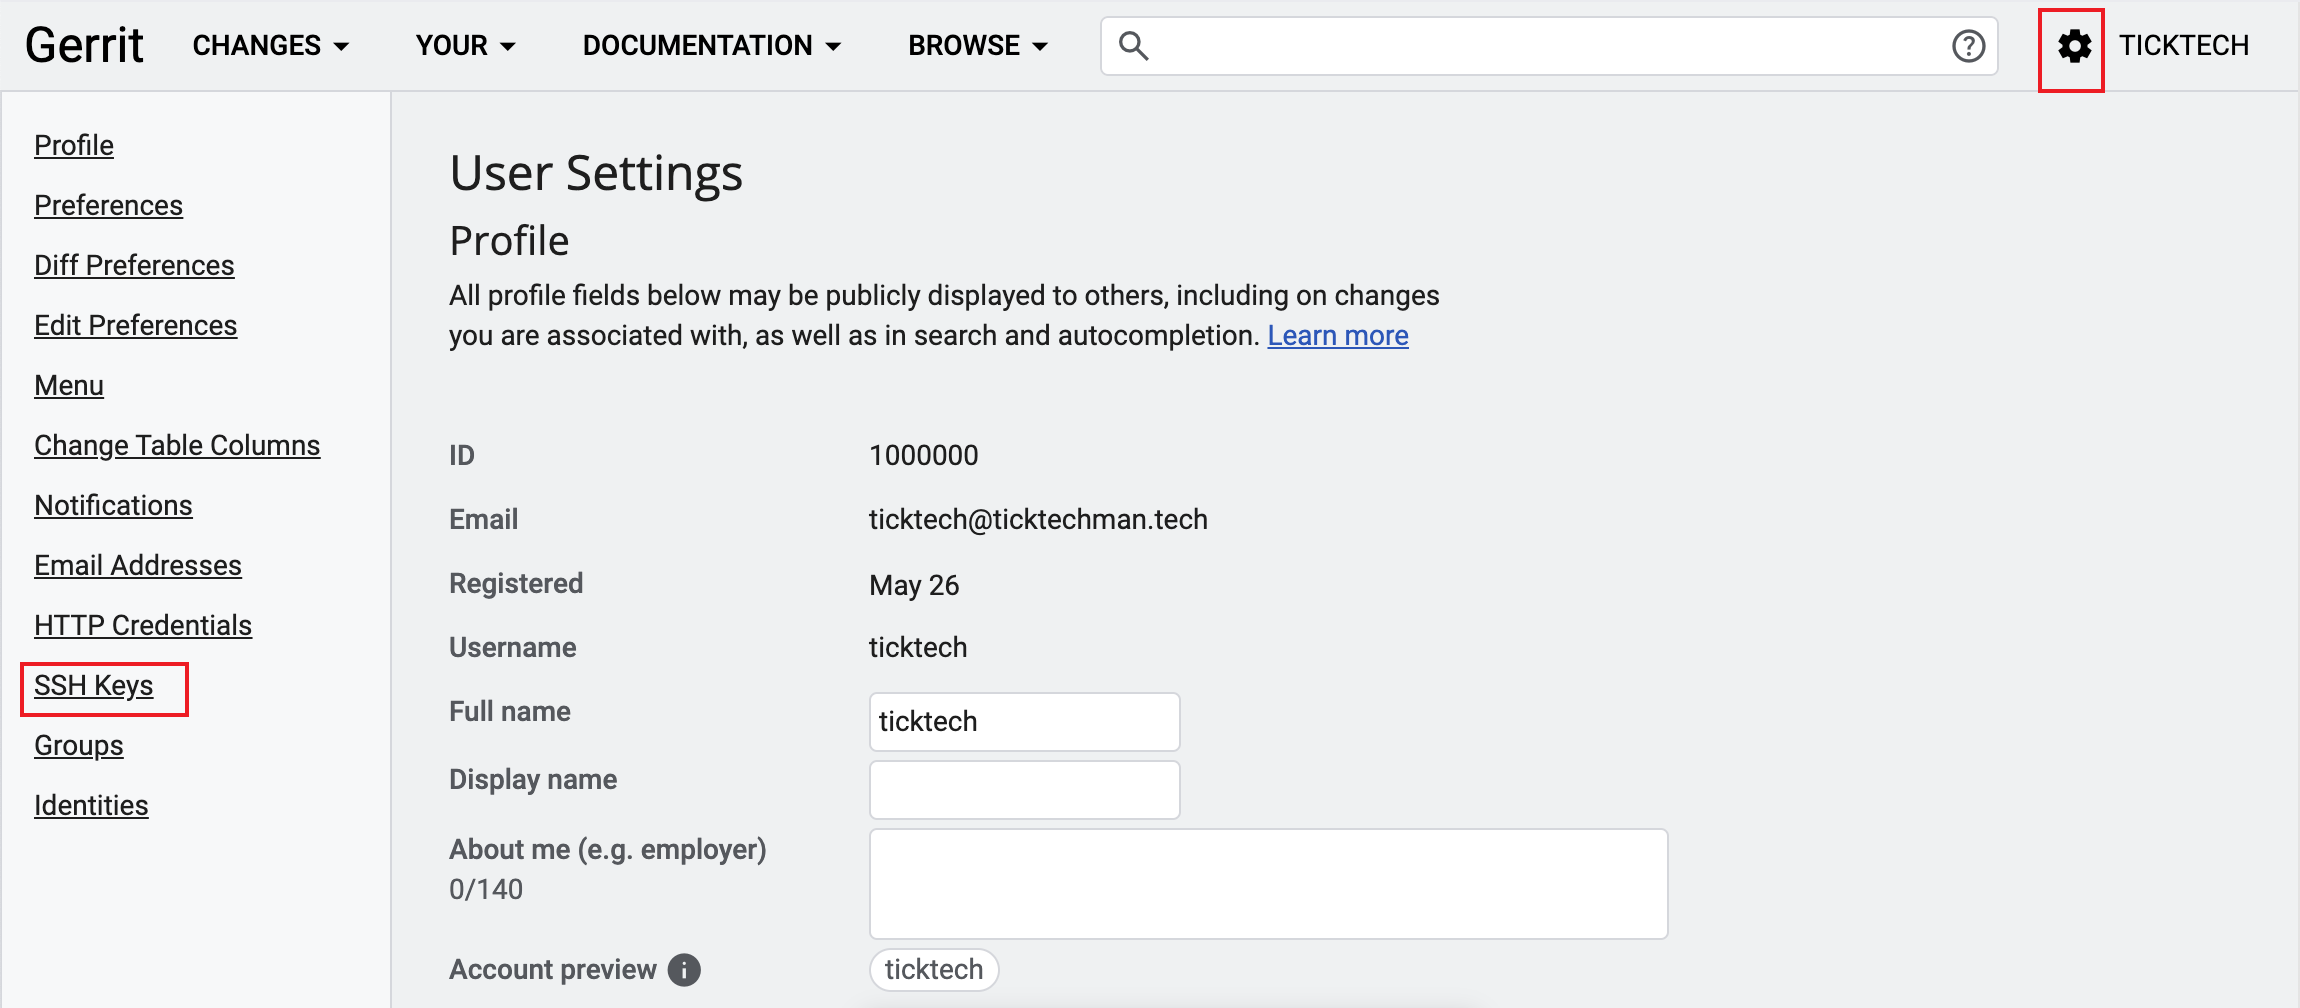 Gerrit CHANGES YOUR DOCUMENTATION BROWSE TICKTECH
Profile
Preferences
Diff Preferences
Edit Preferences
Menu
Change Table Columns
Notifications
Email Addresses
HTTP Credentials
SSH Keys
Groups
Identities
User Settings
Profile
All profile fields below may be publicly displayed to others, including on changes
you are associated with, as well as in search and autocompletion. Learn more
ID 1000000
Email ticktech@ticktechman.tech
Registered May 26
Username ticktech
Full name ticktech
Display name
About me (e.g. employer)
0/140
Account preview ticktech